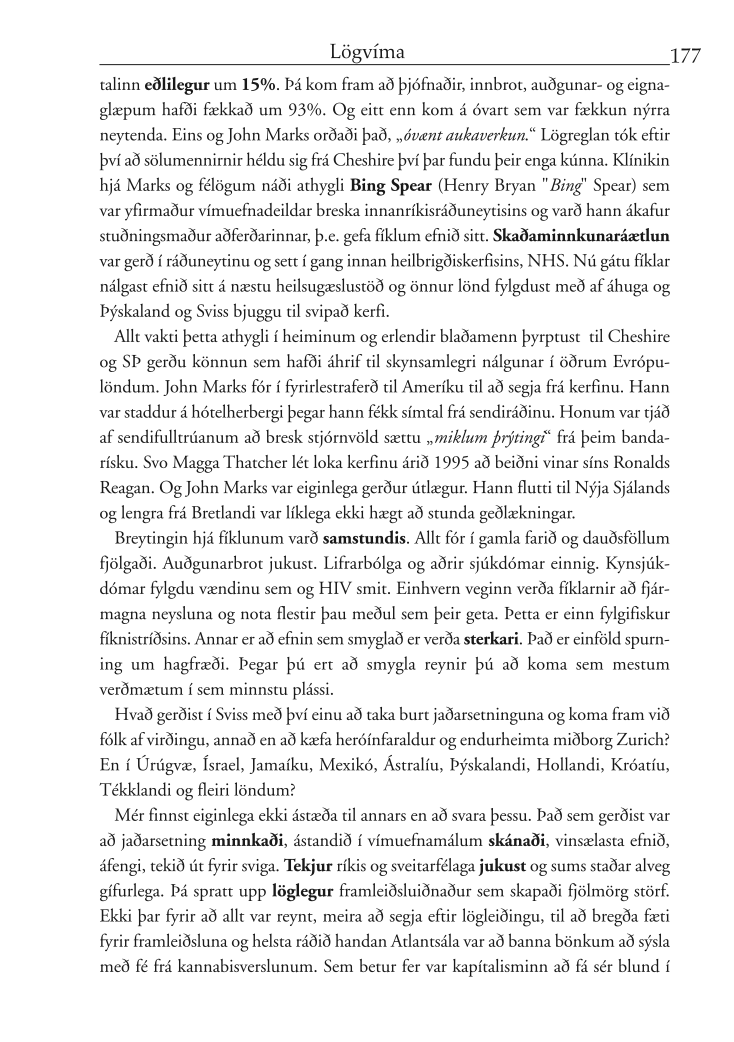 Lögvíma
177
talinn eðlilegur um 15%. Þá kom fram að þjófnaðir, innbrot, auðgunar- og eigna-
glæpum hafði fækkað um 93%. Og eitt enn kom á óvart sem var fækkun nýrra
neytenda. Eins og John Marks orðaði það, „óvænt aukaverkun.“ Lögreglan tók eftir
því að sölumennirnir héldu sig frá Cheshire því þar fundu þeir enga kúnna. Klínikin
hjá Marks og félögum náði athygli Bing Spear (Henry Bryan "Bing" Spear) sem
var yfirmaður vímuefnadeildar breska innanríkisráðuneytisins og varð hann ákafur
stuðningsmaður aðferðarinnar, þ.e. gefa fíklum efnið sitt. Skaðaminnkunaráætlun
var gerð í ráðuneytinu og sett í gang innan heilbrigðiskerfisins, NHS. Nú gátu fíklar
nálgast efnið sitt á næstu heilsugæslustöð og önnur lönd fylgdust með af áhuga og
Þýskaland og Sviss bjuggu til svipað kerfi.
Allt vakti þetta athygli í heiminum og erlendir blaðamenn þyrptust til Cheshire
og SÞ gerðu könnun sem hafði áhrif til skynsamlegri nálgunar í öðrum Evrópu-
löndum. John Marks fór í fyrirlestraferð til Ameríku til að segja frá kerfinu. Hann
var staddur á hótelherbergi þegar hann fékk símtal frá sendiráðinu. Honum var tjáð
af sendifulltrúanum að bresk stjórnvöld sættu „miklum þrýtingi“ frá þeim banda-
rísku. Svo Magga Thatcher lét loka kerfinu árið 1995 að beiðni vinar síns Ronalds
Reagan. Og John Marks var eiginlega gerður útlægur. Hann flutti til Nýja Sjálands
og lengra frá Bretlandi var líklega ekki hægt að stunda geðlækningar.
Breytingin hjá fíklunum varð samstundis. Allt fór í gamla farið og dauðsföllum
fjölgaði. Auðgunarbrot jukust. Lifrarbólga og aðrir sjúkdómar einnig. Kynsjúk-
dómar fylgdu vændinu sem og HIV smit. Einhvern veginn verða fíklarnir að fjár-
magna neysluna og nota flestir þau meðul sem þeir geta. Þetta er einn fylgifiskur
fíknistríðsins. Annar er að efnin sem smyglað er verða sterkari. Það er einföld spurn-
ing um hagfræði. Þegar þú ert að smygla reynir þú að koma sem mestum
verðmætum í sem minnstu plássi.
Hvað gerðist í Sviss með því einu að taka burt jaðarsetninguna og koma fram við
fólk af virðingu, annað en að kæfa heróínfaraldur og endurheimta miðborg Zurich?
En í Úrúgvæ, Ísrael, Jamaíku, Mexikó, Ástralíu, Þýskalandi, Hollandi, Króatíu,
Tékklandi og fleiri löndum?
Mér finnst eiginlega ekki ástæða til annars en að svara þessu. Það sem gerðist var
að jaðarsetning minnkaði, ástandið í vímuefnamálum skánaði, vinsælasta efnið,
áfengi, tekið út fyrir sviga. Tekjur ríkis og sveitarfélaga jukust og sums staðar alveg
gífurlega. Þá spratt upp löglegur framleiðsluiðnaður sem skapaði fjölmörg störf.
Ekki þar fyrir að allt var reynt, meira að segja eftir lögleiðingu, til að bregða fæti
fyrir framleiðsluna og helsta ráðið handan Atlantsála var að banna bönkum að sýsla
með fé frá kannabisverslunum. Sem betur fer var kapítalisminn að fá sér blund í